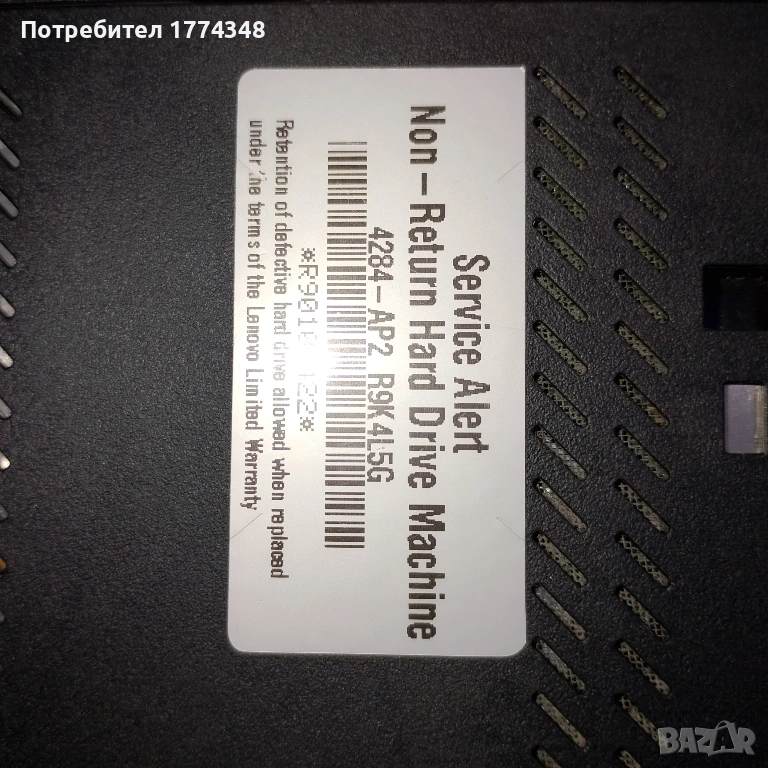 Потребител 1774348
Service Alert
Non-Return Hard Drive Machine
4284-AP2 R9K4L5G
Retention of defective hard drive allowed when replaced
under the terms of the Lenovo Limited Warranty
BAZAR